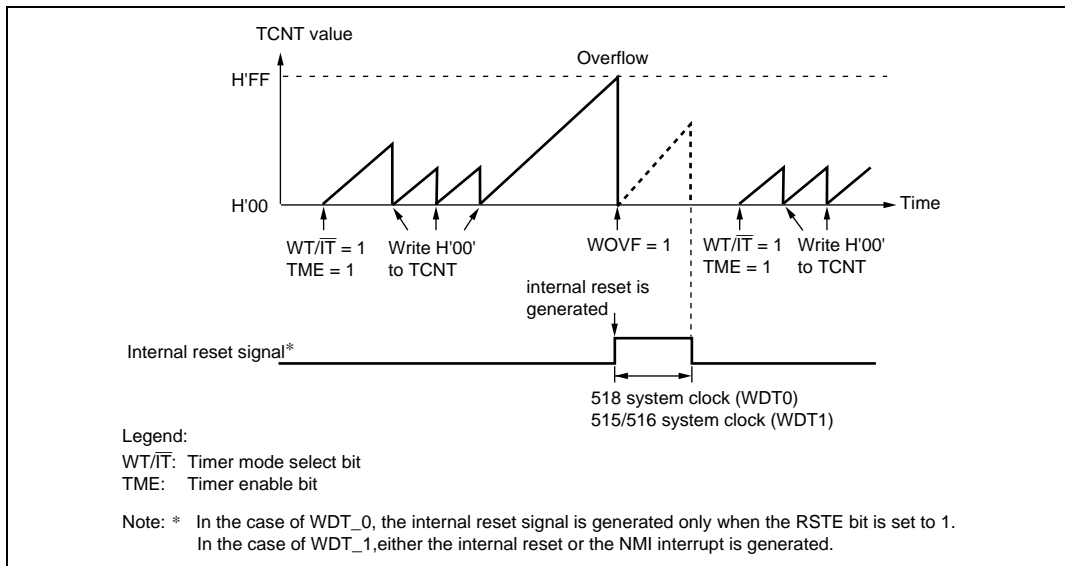 TCNT value
Overflow
H'FF
H'00
Time
WT/IT = 1
TME = 1
Write H'00'
to TCNT
WOVF = 1
WT/IT = 1
TME = 1
Write H'00'
to TCNT
internal reset is
generated
Internal reset signal*
518 system clock (WDT0)
515/516 system clock (WDT1)
Legend:
WT/IT: Timer mode select bit
TME: Timer enable bit
Note: * In the case of WDT_0, the internal reset signal is generated only when the RSTE bit is set to 1.
In the case of WDT_1,either the internal reset or the NMI interrupt is generated.